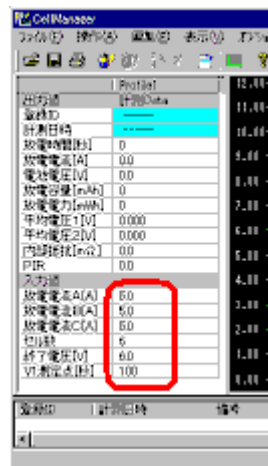 CellManager
ファイル(F) 操作(S) 編集(E) 表示(V)
Profile1
出力値 計測Data
登録ID -------
計測日時 -------
放電時間[秒] 0
放電電流[A] 0.0
電池電圧[V] 0.0
放電容量[mAh] 0
放電電力[mWh] 0
平均電圧1[V] 0.000
平均電圧2[V] 0.000
内部抵抗[mΩ] 0.0
PIR 0.0
入力値
放電電流A[A] 5.0
放電電流B[A] 5.0
放電電流C[A] 5.0
セル数 6
終了電圧[V] 6.0
V1測定点[秒] 100
12.00
11.00
10.00
9.00
8.00
7.00
6.00
5.00
4.00
3.00
2.00
1.00
登録ID 計測日時 備考